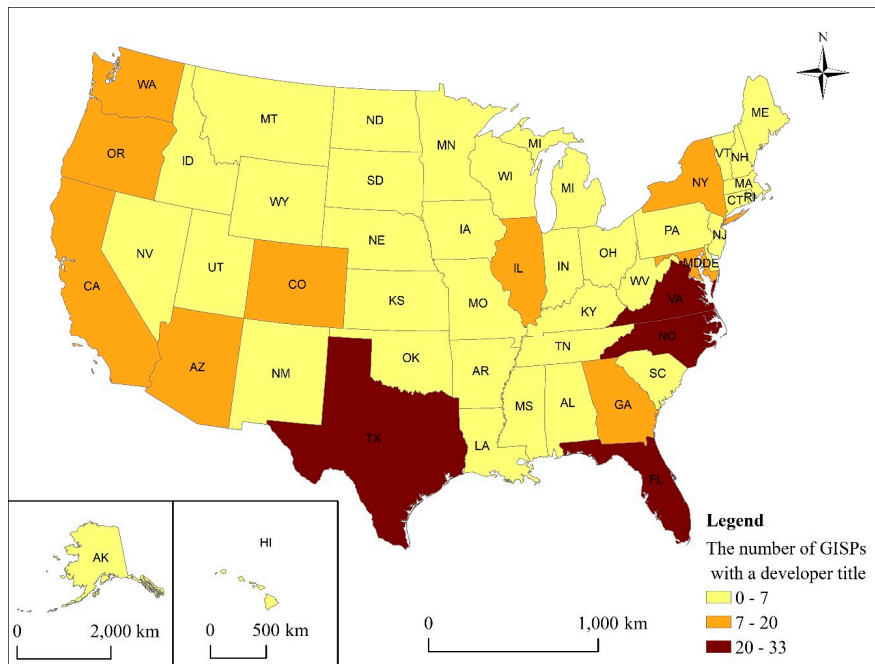 N
WA
MT
ND
MN
ME
OR
ID
WY
SD
WI
MI
MI
VT
NH
NY
MA
CT
RI
NV
UT
NE
IA
PA
NJ
CA
CO
KS
MO
IL
IN
OH
WV
MD
DE
VA
KY
AZ
NM
OK
AR
TN
NC
SC
TX
LA
MS
AL
GA
FL
AK
HI
0 2,000 km
0 500 km
0 1,000 km
Legend
The number of GISPs
with a developer title
0 - 7
7 - 20
20 - 33